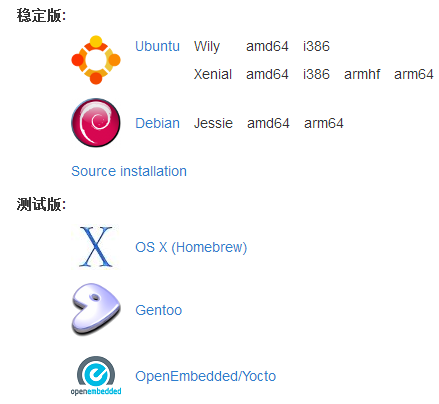 稳定版:
Ubuntu Wily amd64 i386
Xenial amd64 i386 armhf arm64
Debian Jessie amd64 arm64
Source installation
测试版:
X OS X (Homebrew)
Gentoo
openembedded OpenEmbedded/Yocto